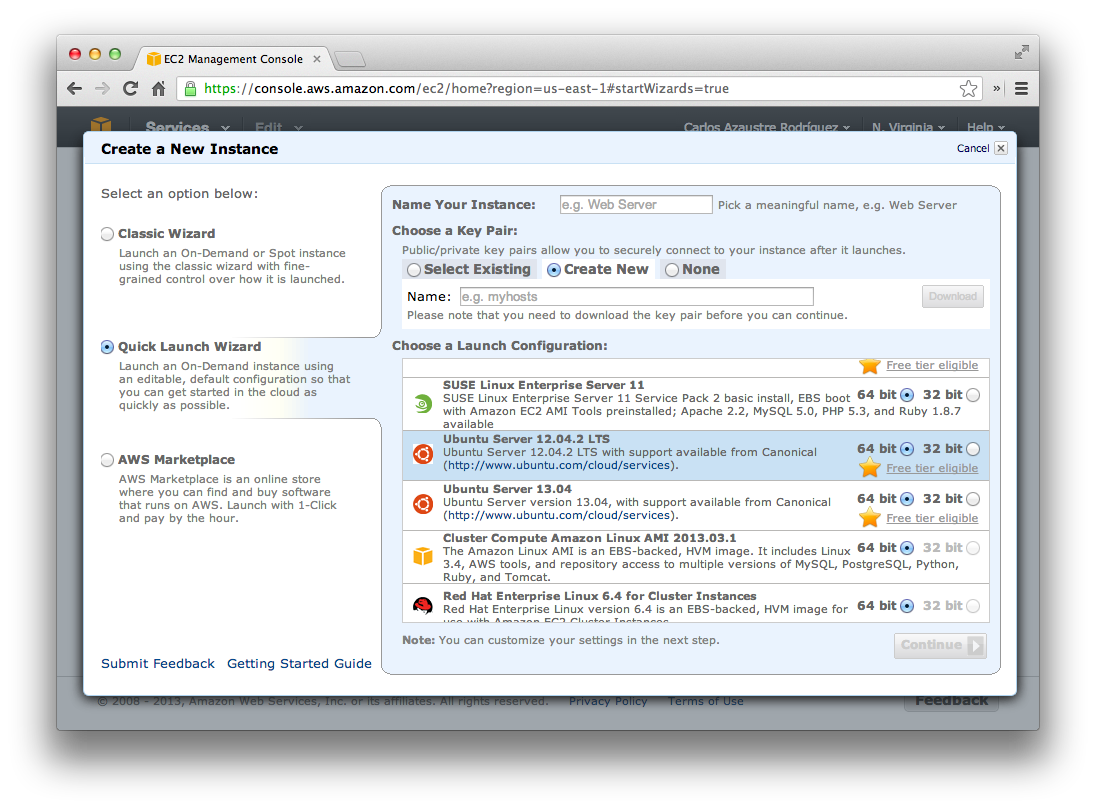 EC2 Management Console
https://console.aws.amazon.com/ec2/home?region=us-east-1#startWizards=true
Services Edit Carlos Azaustre Rodríguez N. Virginia Help
Create a New Instance Cancel
Select an option below:
Classic Wizard
Launch an On-Demand or Spot instance
using the classic wizard with fine-
grained control over how it is launched.
Quick Launch Wizard
Launch an On-Demand instance using
an editable, default configuration so that
you can get started in the cloud as
quickly as possible.
AWS Marketplace
AWS Marketplace is an online store
where you can find and buy software
that runs on AWS. Launch with 1-Click
and pay by the hour.
Submit Feedback Getting Started Guide
Name Your Instance: e.g. Web Server Pick a meaningful name, e.g. Web Server
Choose a Key Pair:
Public/private key pairs allow you to securely connect to your instance after it launches.
Select Existing Create New None
Name: e.g. myhosts Download
Please note that you need to download the key pair before you can continue.
Choose a Launch Configuration:
Free tier eligible
SUSE Linux Enterprise Server 11
SUSE Linux Enterprise Server 11 Service Pack 2 basic install, EBS boot 64 bit 32 bit
with Amazon EC2 AMI Tools preinstalled; Apache 2.2, MySQL 5.0, PHP 5.3, and Ruby 1.8.7
available
Ubuntu Server 12.04.2 LTS
Ubuntu Server 12.04.2 LTS with support available from Canonical 64 bit 32 bit
(http://www.ubuntu.com/cloud/services). Free tier eligible
Ubuntu Server 13.04
Ubuntu Server version 13.04, with support available from Canonical 64 bit 32 bit
(http://www.ubuntu.com/cloud/services). Free tier eligible
Cluster Compute Amazon Linux AMI 2013.03.1
The Amazon Linux AMI is an EBS-backed, HVM image. It includes Linux 64 bit 32 bit
3.4, AWS tools, and repository access to multiple versions of MySQL, PostgreSQL, Python,
Ruby, and Tomcat.
Red Hat Enterprise Linux 6.4 for Cluster Instances
Red Hat Enterprise Linux version 6.4 is an EBS-backed, HVM image for 64 bit 32 bit
use with Amazon EC2 Cluster Instances
Note: You can customize your settings in the next step. Continue
© 2008 - 2013, Amazon Web Services, Inc. or its affiliates. All rights reserved. Privacy Policy Terms of Use Feedback